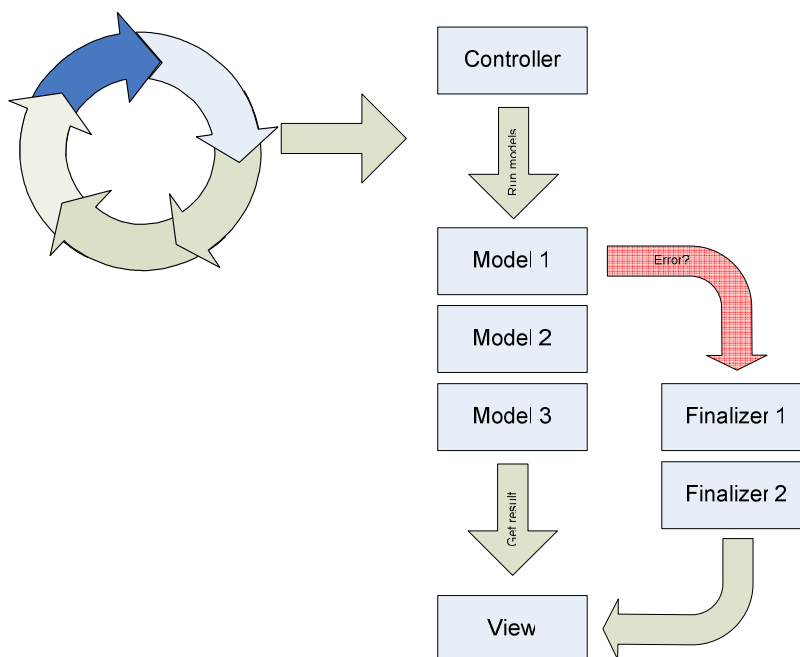 Controller
Run models
Model 1
Error?
Model 2
Model 3
Finalizer 1
Finalizer 2
Get result
View